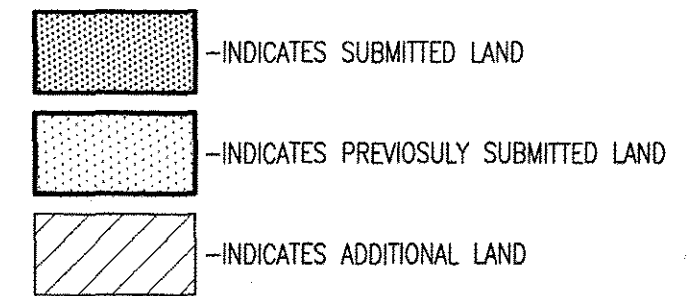 -INDICATES SUBMITTED LAND
-INDICATES PREVIOSULY SUBMITTED LAND
-INDICATES ADDITIONAL LAND